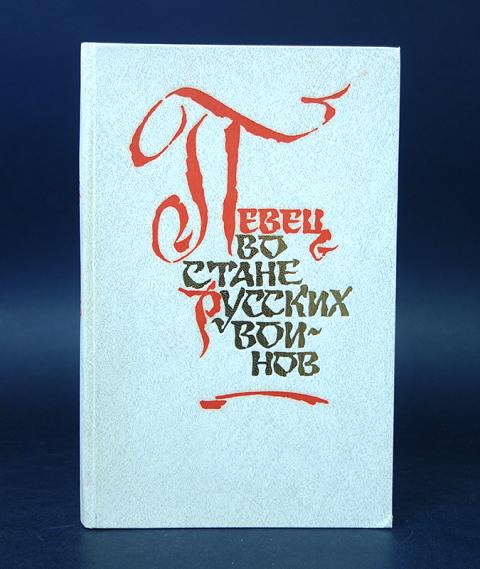 Певец
во
стане
русских
вои-
нов